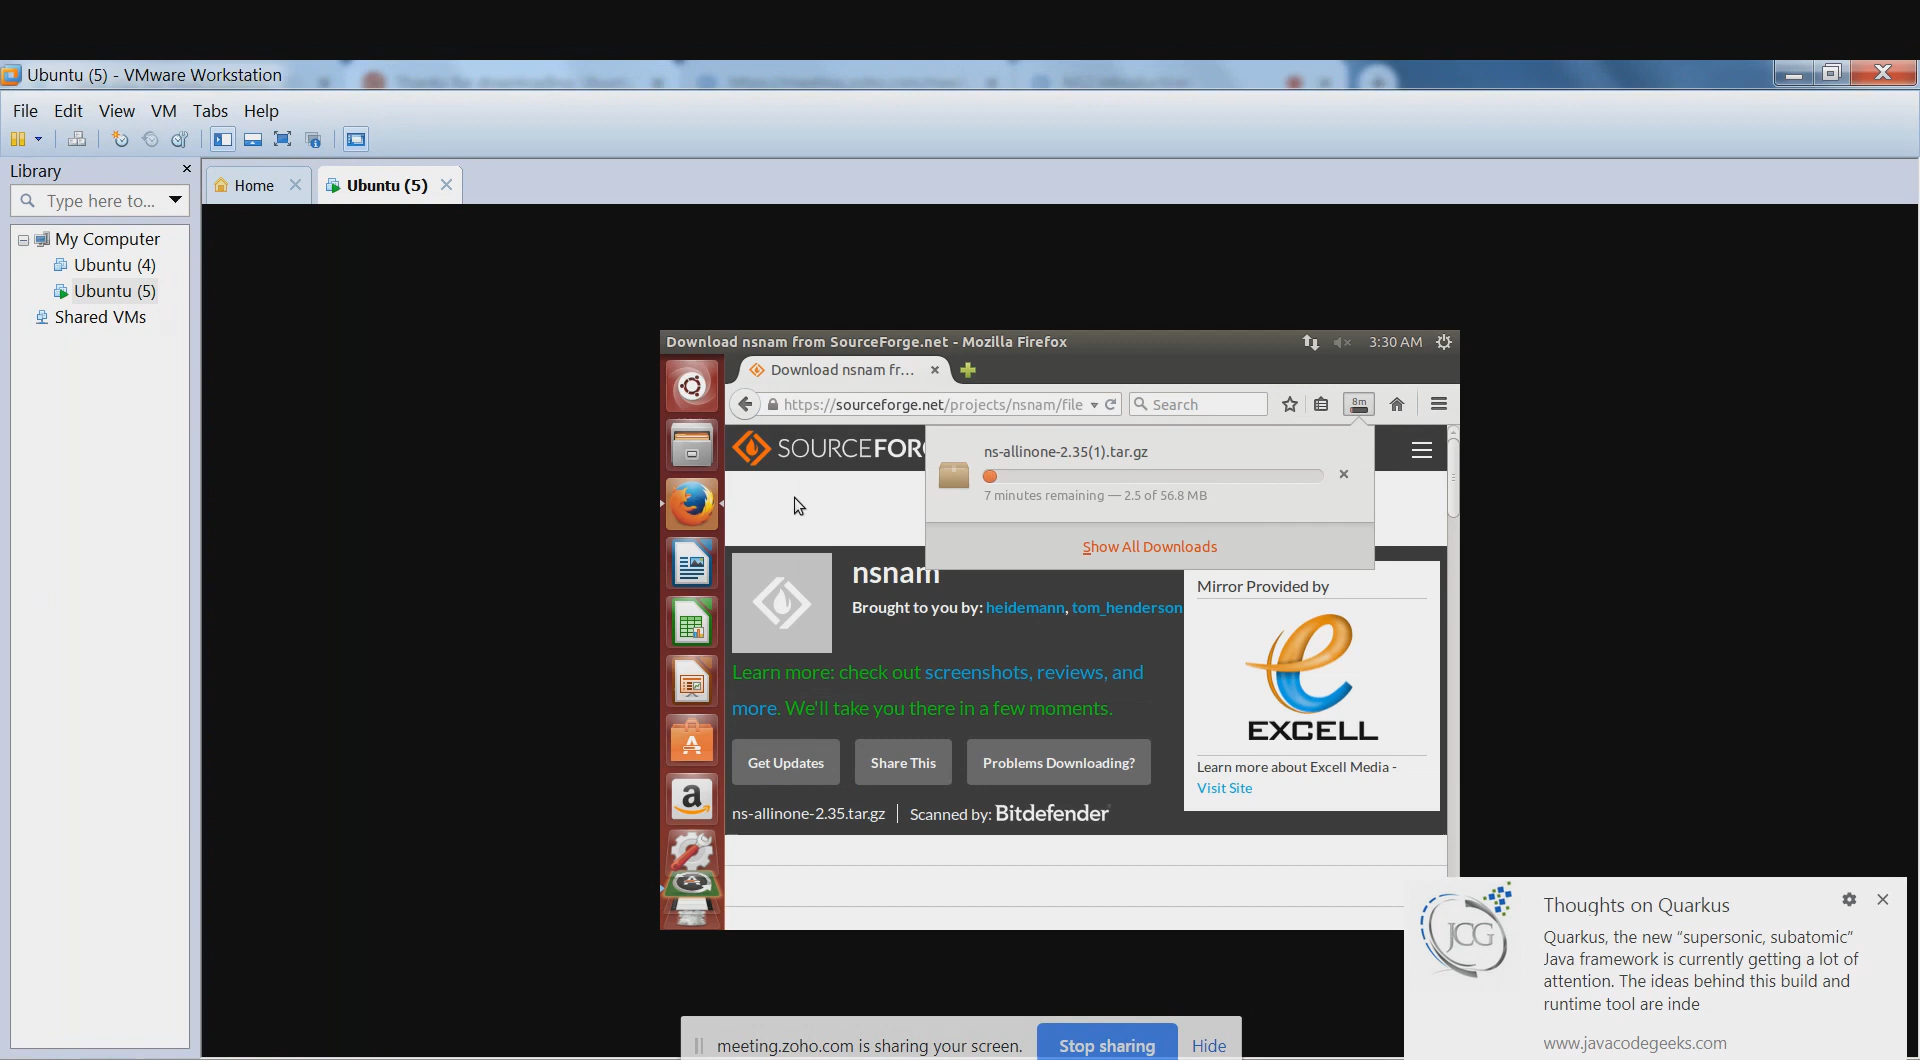 Ubuntu (5) - VMware Workstation
File Edit View VM Tabs Help
Library
Type here to...
Home
Ubuntu (5)
My Computer
Ubuntu (4)
Ubuntu (5)
Shared VMs
Download nsnam from SourceForge.net - Mozilla Firefox
3:30 AM
Download nsnam fr...
https://sourceforge.net/projects/nsnam/file
Search
8m
SOURCEFOR
ns-allinone-2.35(1).tar.gz
7 minutes remaining — 2.5 of 56.8 MB
Show All Downloads
nsnam
Brought to you by: heidemann, tom_henderson
Learn more: check out screenshots, reviews, and
more. We'll take you there in a few moments.
Get Updates
Share This
Problems Downloading?
ns-allinone-2.35.tar.gz
Scanned by: Bitdefender
Mirror Provided by
e
EXCELL
Learn more about Excell Media -
Visit Site
JCG
Thoughts on Quarkus
Quarkus, the new “supersonic, subatomic”
Java framework is currently getting a lot of
attention. The ideas behind this build and
runtime tool are inde
www.javacodegeeks.com
meeting.zoho.com is sharing your screen.
Stop sharing
Hide